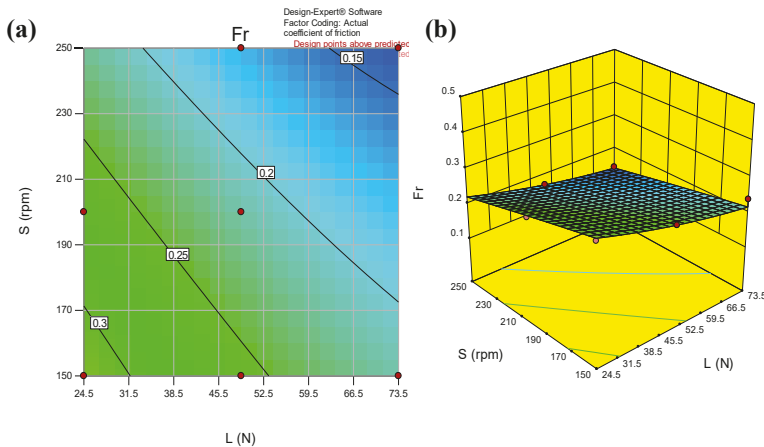 (a)
Design-Expert® Software
Factor Coding: Actual
coefficient of friction
Design points above predicted
Fr
250
230
210
190
170
150
S (rpm)
0.15
0.2
0.25
0.3
24.5 31.5 38.5 45.5 52.5 59.5 66.5 73.5
L (N)
(b)
0.5
0.4
0.3
0.2
0.1
Fr
250
230
210
190
170
150
S (rpm)
73.5
66.5
59.5
52.5
45.5
38.5
31.5
24.5
L (N)